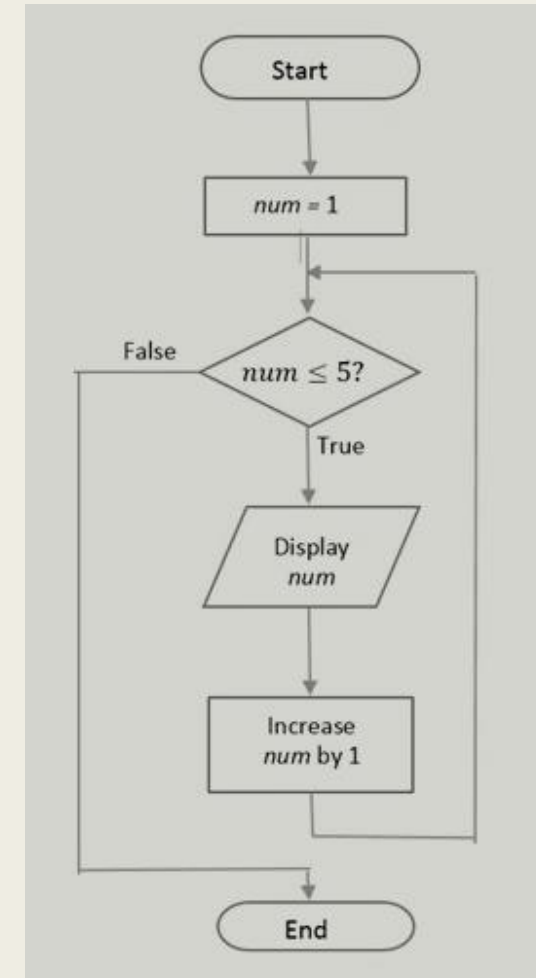 Start
num = 1
False
num ≤ 5?
True
Display
num
Increase
num by 1
End